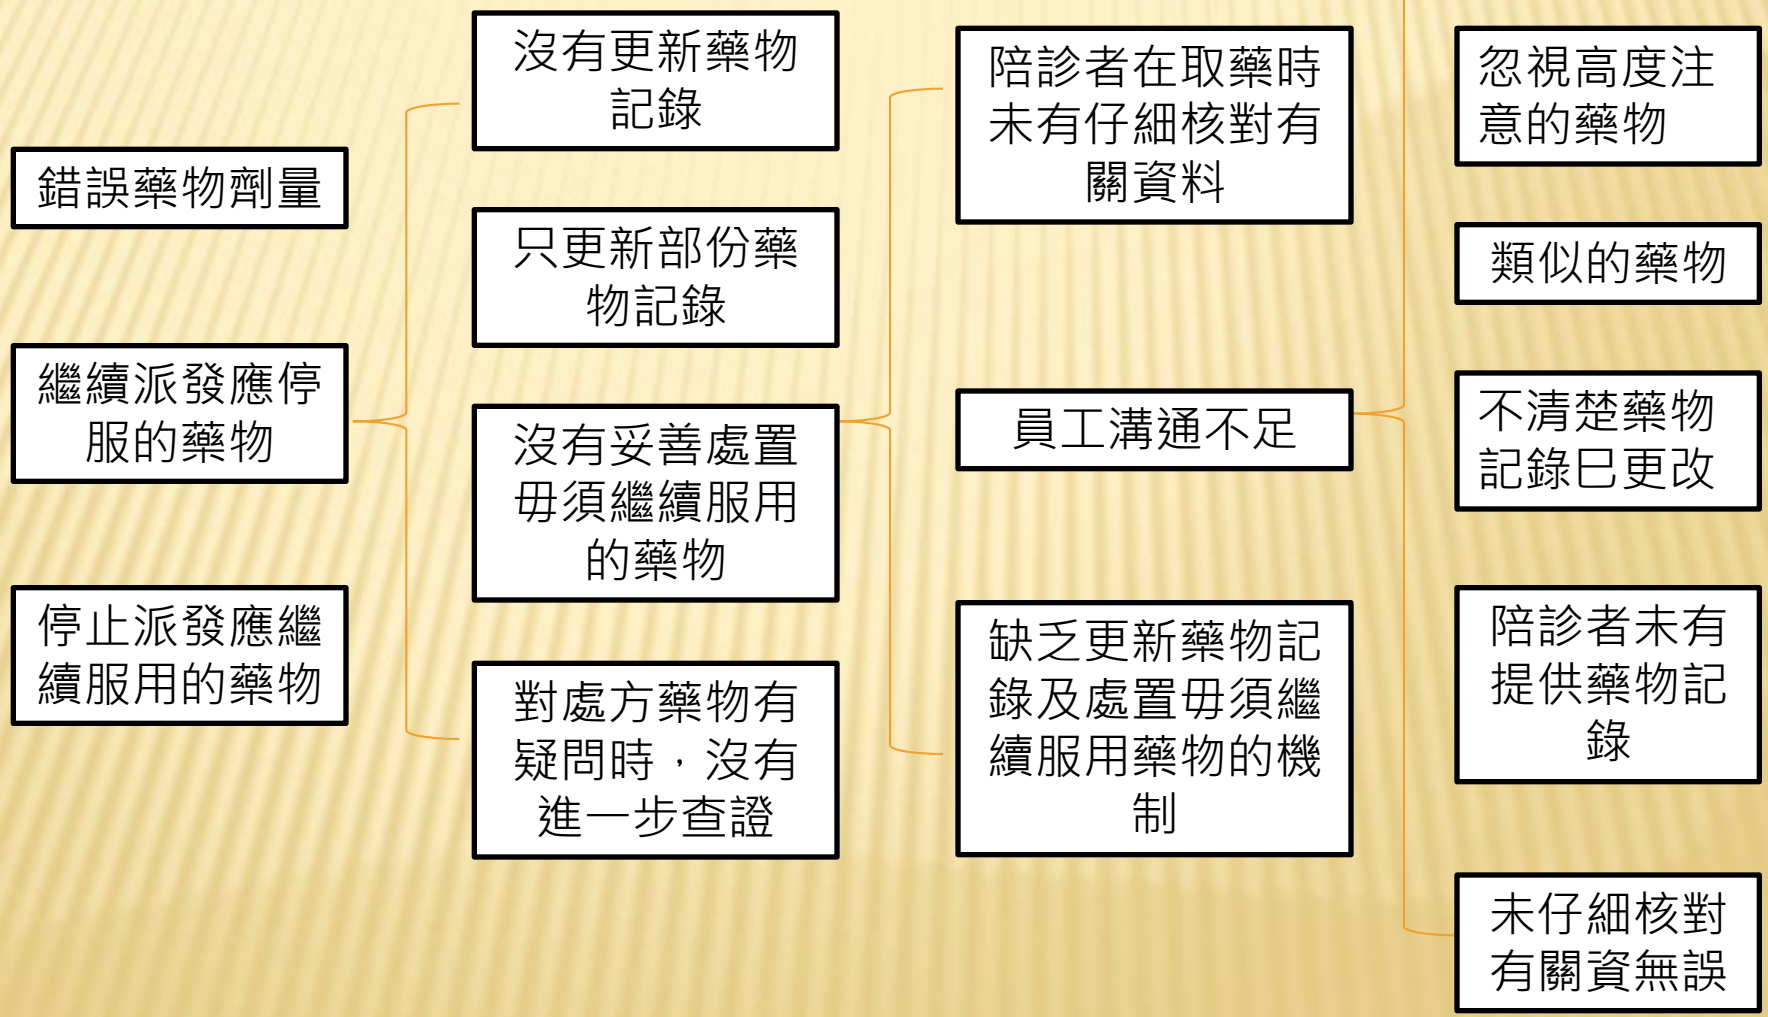 錯誤藥物劑量
繼續派發應停
服的藥物
停止派發應繼
續服用的藥物
沒有更新藥物
記錄
只更新部份藥
物記錄
沒有妥善處置
毋須繼續服用
的藥物
對處方藥物有
疑問時，沒有
進一步查證
陪診者在取藥時
未有仔細核對有
關資料
員工溝通不足
缺乏更新藥物記
錄及處置毋須繼
續服用藥物的機
制
忽視高度注
意的藥物
類似的藥物
不清楚藥物
記錄巳更改
陪診者未有
提供藥物記
錄
未仔細核對
有關資無誤